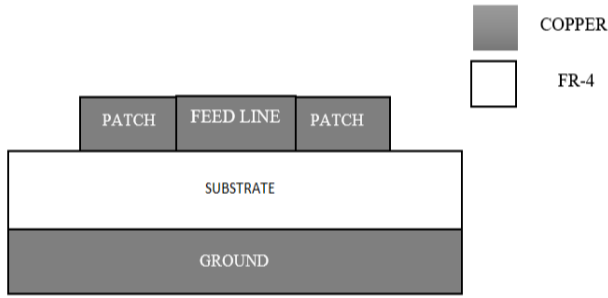 COPPER
FR-4
PATCH FEED LINE PATCH
SUBSTRATE
GROUND